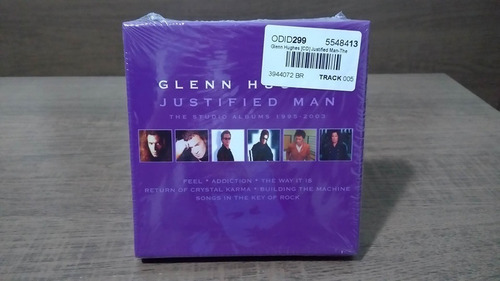 ODID299 5548413
Glenn Hughes [CD] Justified Man-The
3944072 BR TRACK 005
GLENN HUG
JUSTIFIED MAN
THE STUDIO ALBUMS 1995-2003
FEEL * ADDICTION * THE WAY IT IS
RETURN OF CRYSTAL KARMA * BUILDING THE MACHINE
SONGS IN THE KEY OF ROCK